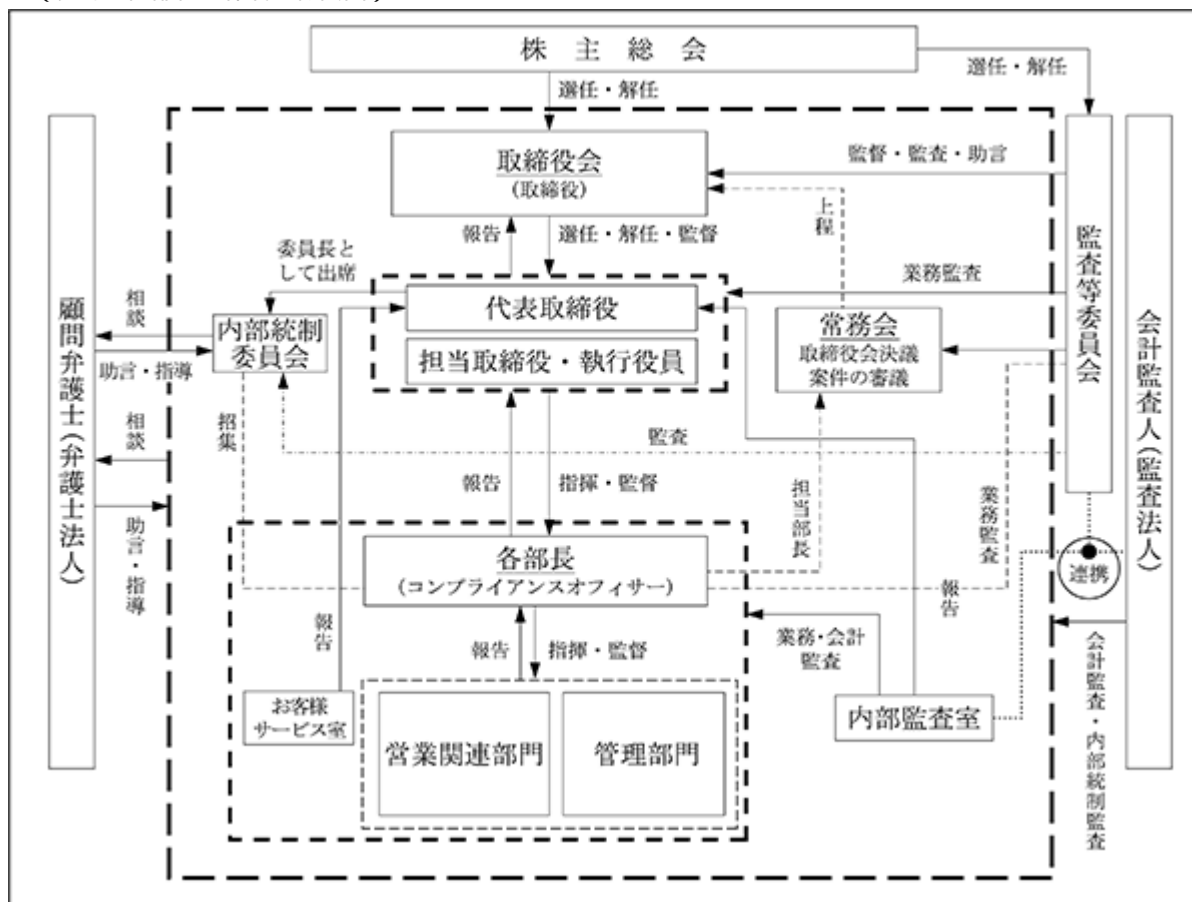 株主総会
選任・解任
選任・解任
取締役会
(取締役)
監督・監査・助言
上程
報告
選任・解任・監督
委員長と
して出席
業務監査
代表取締役
担当取締役・執行役員
常務会
取締役会決議
案件の審議
監査等委員会
会計監査人(監査法人)
顧問弁護士(弁護士法人)
相談
助言・指導
内部統制
委員会
相談
助言・指導
招集
監査
報告
指揮・監督
担当部長
業務監査
各部長
(コンプライアンスオフィサー)
連携
報告
報告
報告
指揮・監督
業務・会計
監査
お客様
サービス室
営業関連部門
管理部門
内部監査室
会計監査・内部統制監査